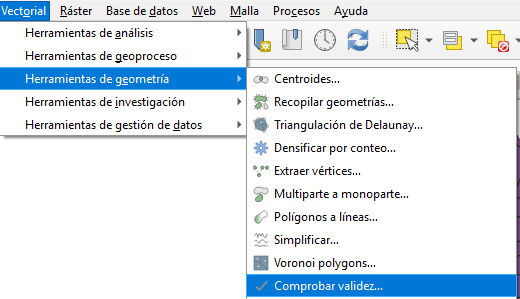 Vectorial Ráster Base de datos Web Malla Procesos Ayuda
Herramientas de análisis
Herramientas de geoproceso
Herramientas de geometría
Herramientas de investigación
Herramientas de gestión de datos
Centroides...
Recopilar geometrías...
Triangulación de Delaunay...
Densificar por conteo...
Extraer vértices...
Multiparte a monoparte...
Polígonos a líneas...
Simplificar...
Voronoi polygons...
Comprobar validez...